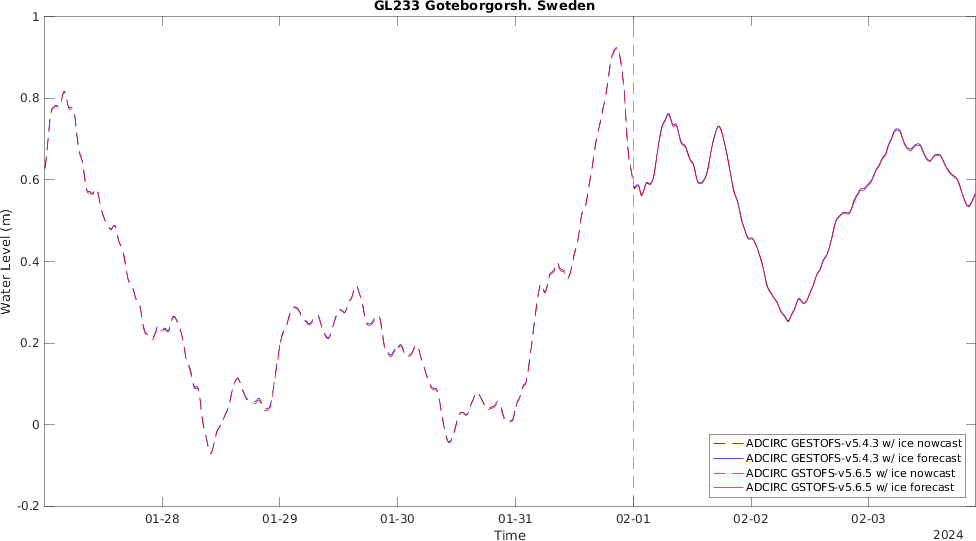 GL233 Goteborgorsh. Sweden
1
0.8
0.6
0.4
0.2
0
-0.2
Water Level (m)
ADCIRC GESTOFS-v5.4.3 w/ ice nowcast
ADCIRC GESTOFS-v5.4.3 w/ ice forecast
ADCIRC GSTOFS-v5.6.5 w/ ice nowcast
ADCIRC GSTOFS-v5.6.5 w/ ice forecast
01-28 01-29 01-30 01-31 02-01 02-02 02-03
Time
2024